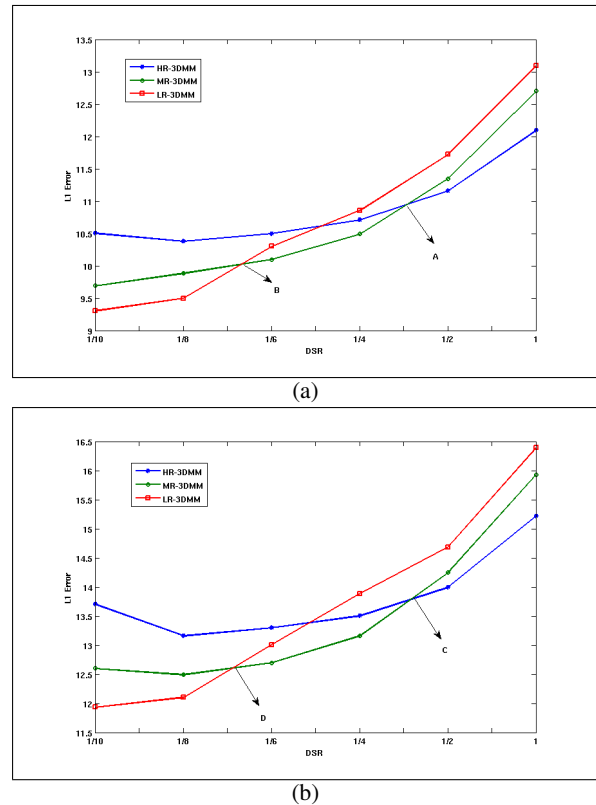 13.5
13
12.5
12
11.5
11
10.5
10
9.5
9
L1 Error
HR-3DMM
MR-3DMM
LR-3DMM
A
B
1/10
1/8
1/6
1/4
1/2
1
DSR
(a)
16.5
16
15.5
15
14.5
14
13.5
13
12.5
12
11.5
L1 Error
HR-3DMM
MR-3DMM
LR-3DMM
C
D
1/10
1/8
1/6
1/4
1/2
1
DSR
(b)